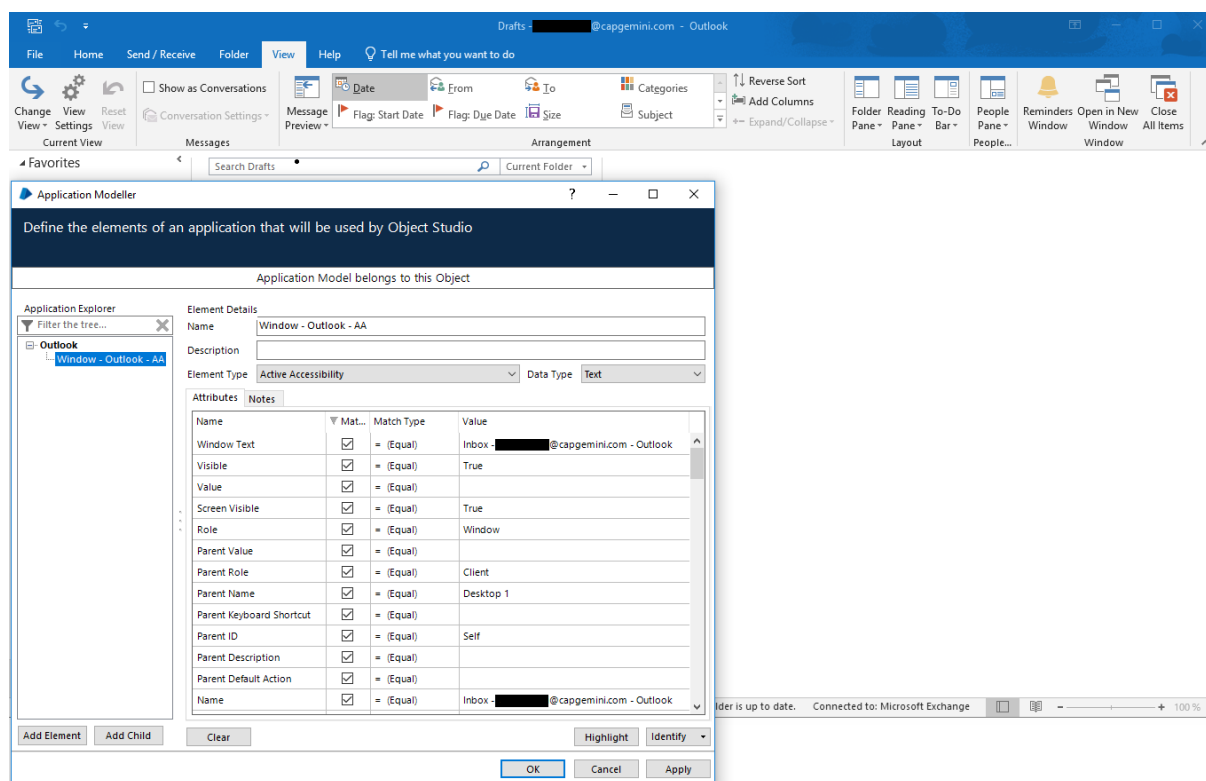 Drafts - @capgemini.com - Outlook
File Home Send / Receive Folder View Help Tell me what you want to do
Change View View Settings Reset View
Current View
Show as Conversations
Conversation Settings
Messages
Message Preview
Date From To Categories
Flag: Start Date Flag: Due Date Size Subject
Reverse Sort
Add Columns
Expand/Collapse
Arrangement
Folder Pane Reading Pane To-Do Bar
Layout
People Pane
People...
Reminders Window Open in New Window Close All Items
Window
Favorites
Search Drafts Current Folder
Application Modeller ?
Define the elements of an application that will be used by Object Studio
Application Model belongs to this Object
Application Explorer
Filter the tree...
Outlook
Window - Outlook - AA
Element Details
Name Window - Outlook - AA
Description
Element Type Active Accessibility Data Type Text
Attributes Notes
Name Mat... Match Type Value
Window Text = (Equal) Inbox - @capgemini.com - Outlook
Visible = (Equal) True
Value = (Equal)
Screen Visible = (Equal) True
Role = (Equal) Window
Parent Value = (Equal)
Parent Role = (Equal) Client
Parent Name = (Equal) Desktop 1
Parent Keyboard Shortcut = (Equal)
Parent ID = (Equal) Self
Parent Description = (Equal)
Parent Default Action = (Equal)
Name = (Equal) Inbox - @capgemini.com - Outlook
lder is up to date. Connected to: Microsoft Exchange - + 100 %
Add Element Add Child Clear Highlight Identify
OK Cancel Apply